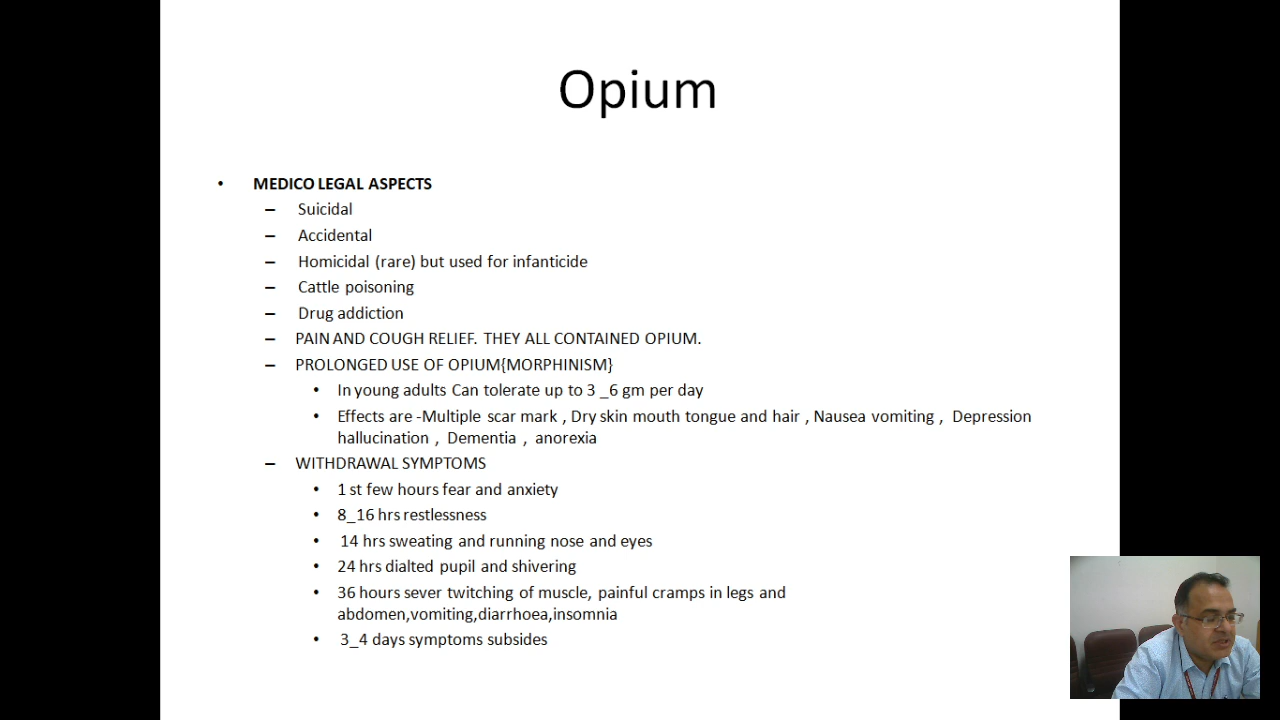 Opium
• MEDICO LEGAL ASPECTS
– Suicidal
– Accidental
– Homicidal (rare) but used for infanticide
– Cattle poisoning
– Drug addiction
– PAIN AND COUGH RELIEF. THEY ALL CONTAINED OPIUM.
– PROLONGED USE OF OPIUM{MORPHINISM}
• In young adults Can tolerate up to 3 _6 gm per day
• Effects are -Multiple scar mark , Dry skin mouth tongue and hair , Nausea vomiting , Depression
hallucination , Dementia , anorexia
– WITHDRAWAL SYMPTOMS
• 1 st few hours fear and anxiety
• 8_16 hrs restlessness
• 14 hrs sweating and running nose and eyes
• 24 hrs dialted pupil and shivering
• 36 hours sever twitching of muscle, painful cramps in legs and
abdomen,vomiting,diarrhoea,insomnia
• 3_4 days symptoms subsides